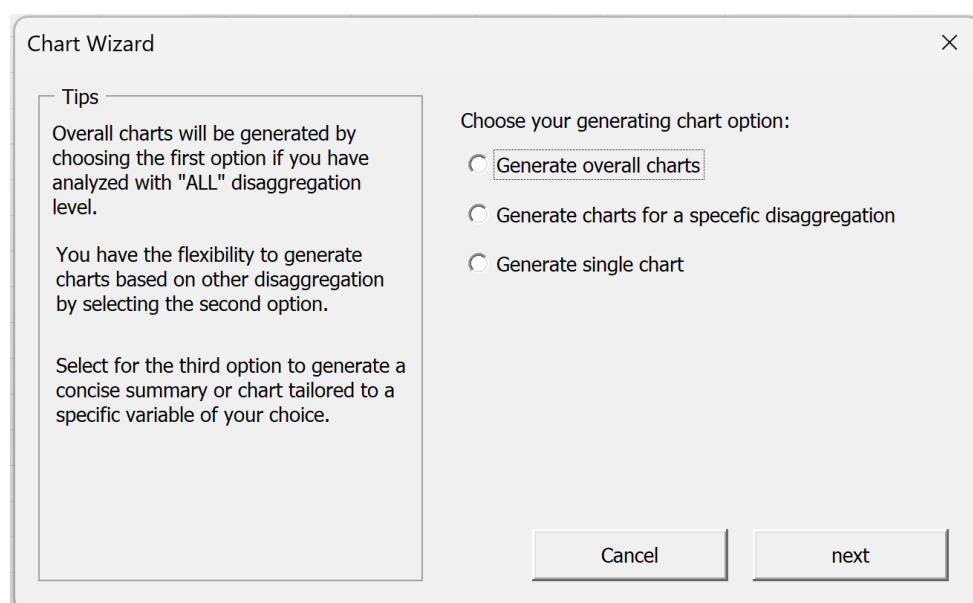 Chart Wizard
Tips
Overall charts will be generated by
choosing the first option if you have
analyzed with "ALL" disaggregation
level.
You have the flexibility to generate
charts based on other disaggregation
by selecting the second option.
Select for the third option to generate a
concise summary or chart tailored to a
specific variable of your choice.
Choose your generating chart option:
Generate overall charts
Generate charts for a specefic disaggregation
Generate single chart
Cancel
next